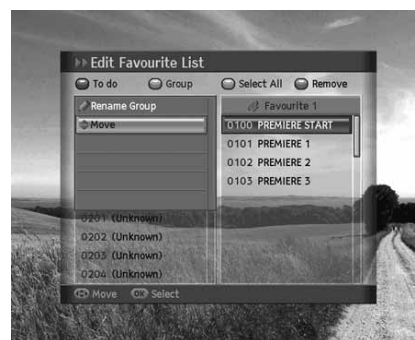 Edit Favourite List
To do Group Select All Remove
Rename Group
Move
0201 (Unknown)
0202 (Unknown)
0203 (Unknown)
0204 (Unknown)
Favourite 1
0100 PREMIERE START
0101 PREMIERE 1
0102 PREMIERE 2
0103 PREMIERE 3
Move OK Select